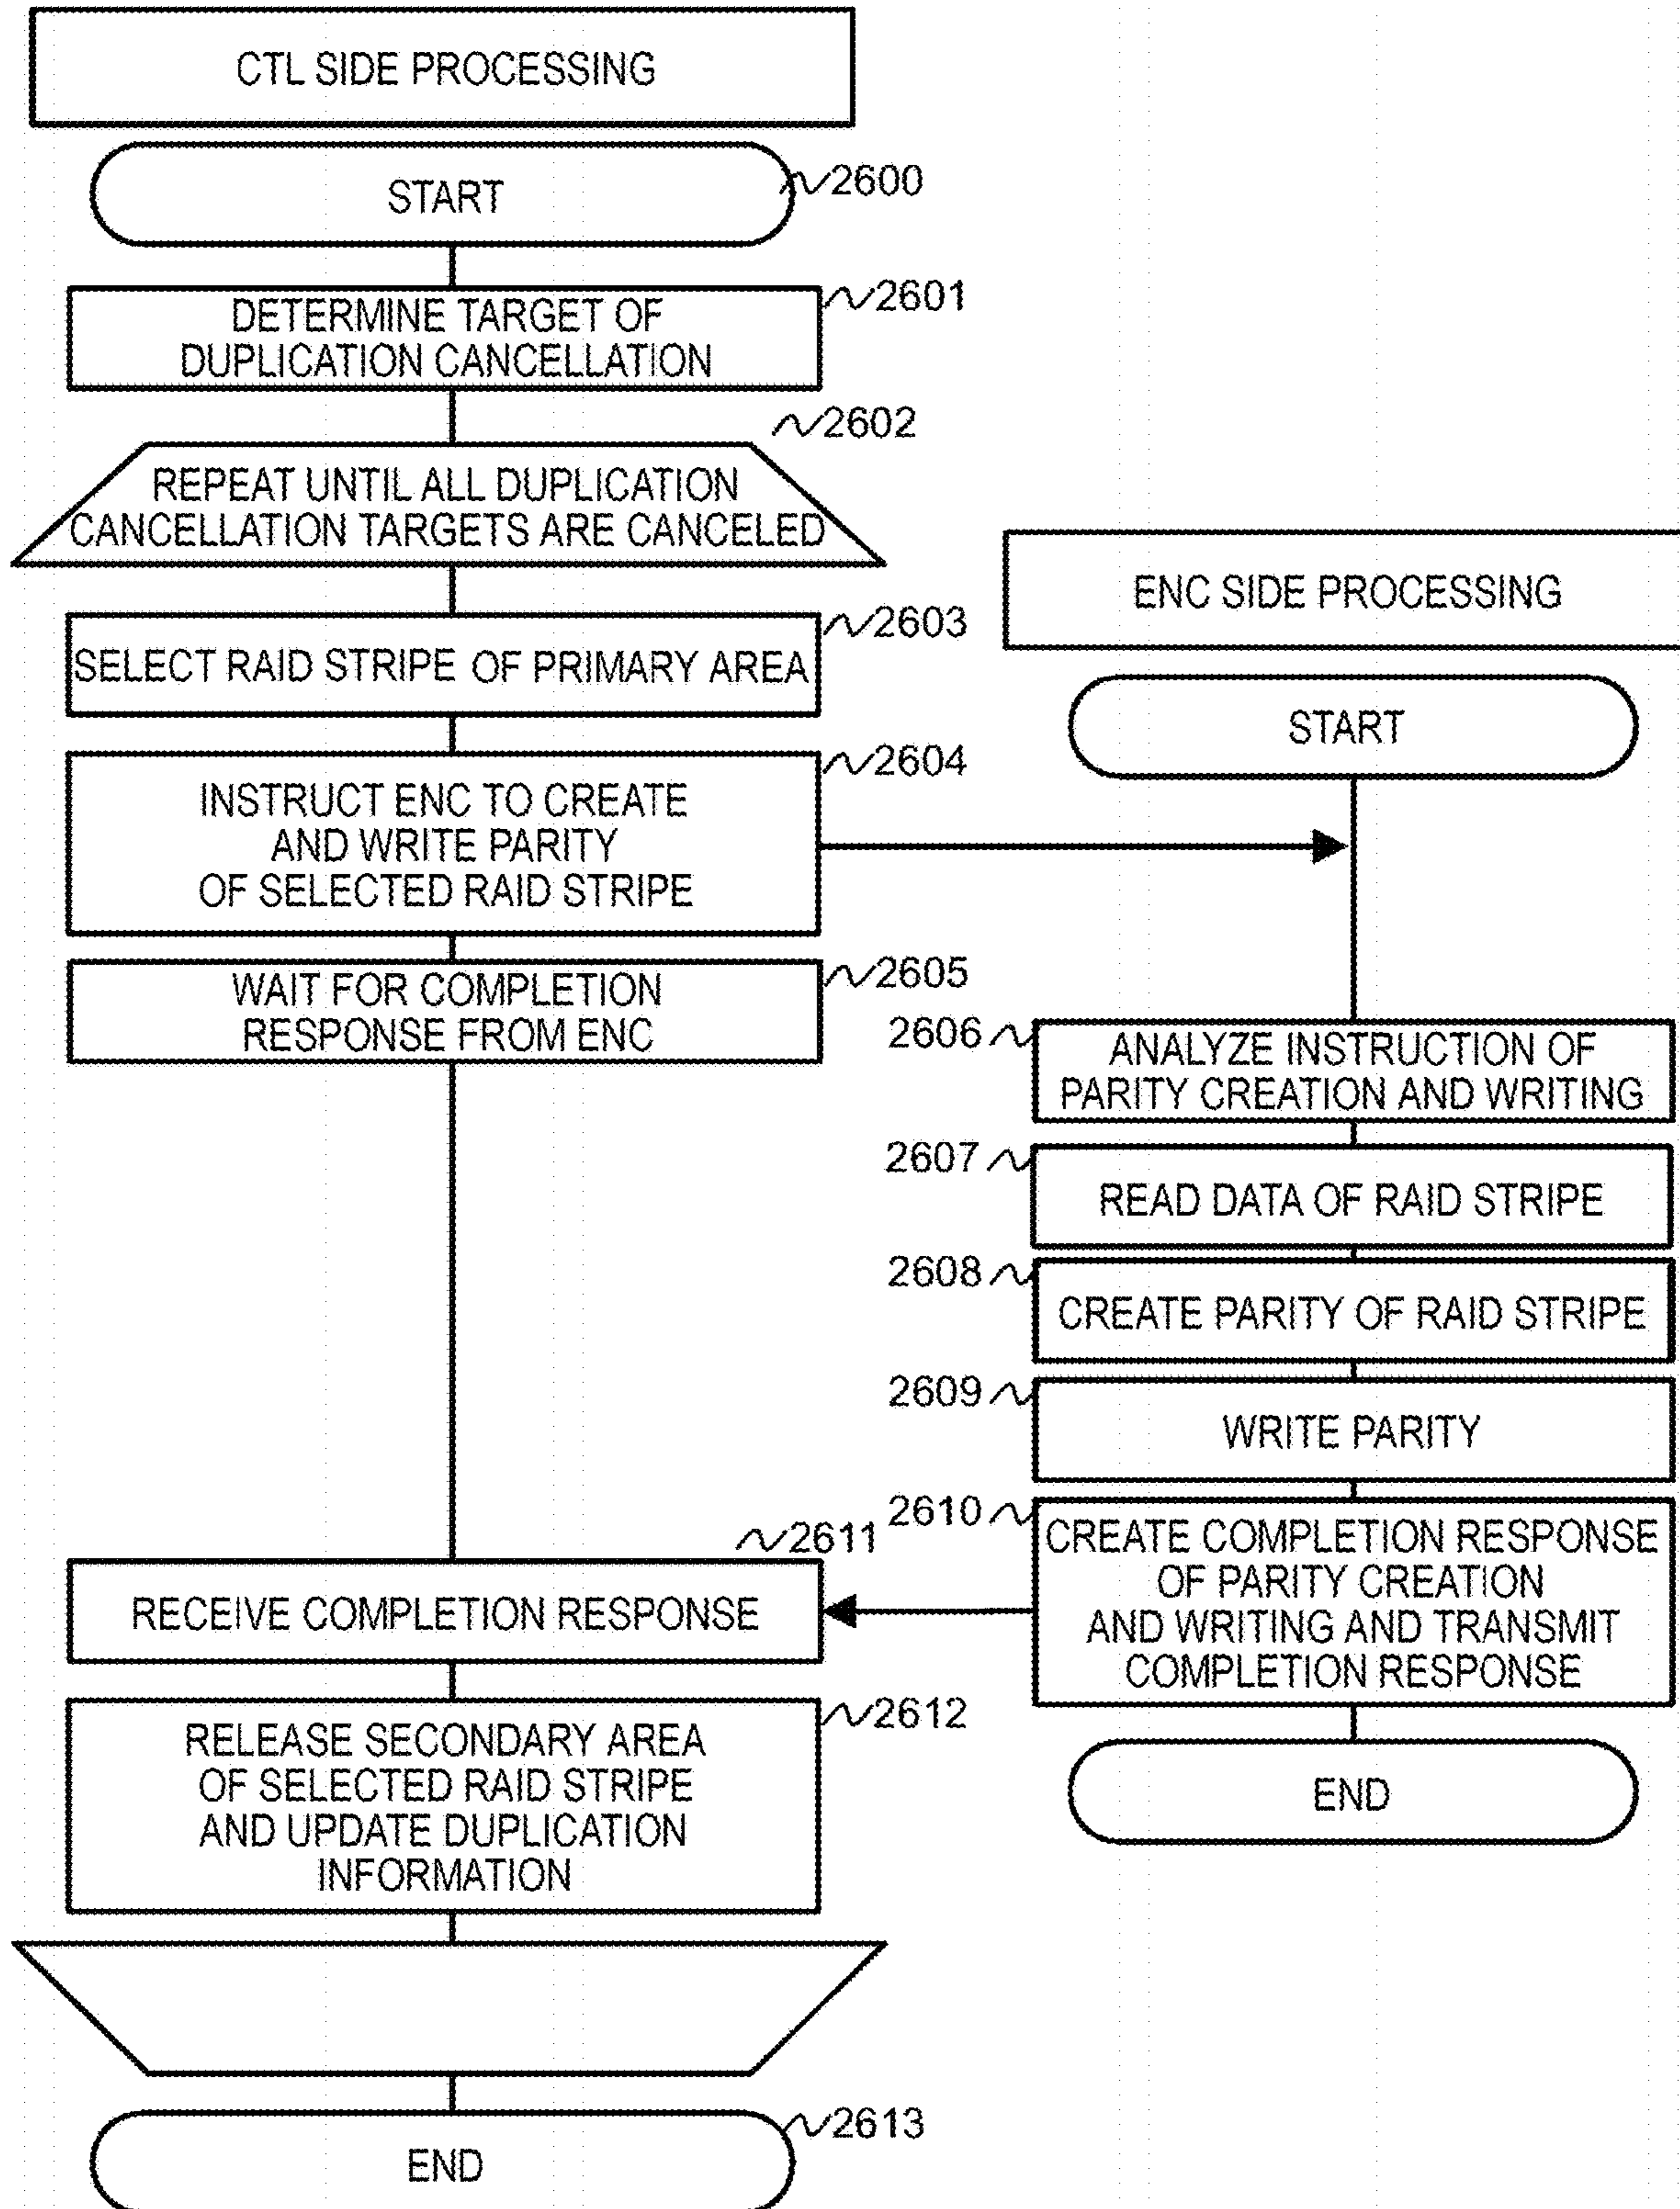 CTL SIDE PROCESSING
START
2600
DETERMINE TARGET OF
DUPLICATION CANCELLATION
2601
2602
REPEAT UNTIL ALL DUPLICATION
CANCELLATION TARGETS ARE CANCELED
2603
SELECT RAID STRIPE OF PRIMARY AREA
2604
INSTRUCT ENC TO CREATE
AND WRITE PARITY
OF SELECTED RAID STRIPE
2605
WAIT FOR COMPLETION
RESPONSE FROM ENC
ENC SIDE PROCESSING
START
2606
ANALYZE INSTRUCTION OF
PARITY CREATION AND WRITING
2607
READ DATA OF RAID STRIPE
2608
CREATE PARITY OF RAID STRIPE
2609
WRITE PARITY
2610
CREATE COMPLETION RESPONSE
OF PARITY CREATION
AND WRITING AND TRANSMIT
COMPLETION RESPONSE
END
2611
RECEIVE COMPLETION RESPONSE
2612
RELEASE SECONDARY AREA
OF SELECTED RAID STRIPE
AND UPDATE DUPLICATION
INFORMATION
2613
END